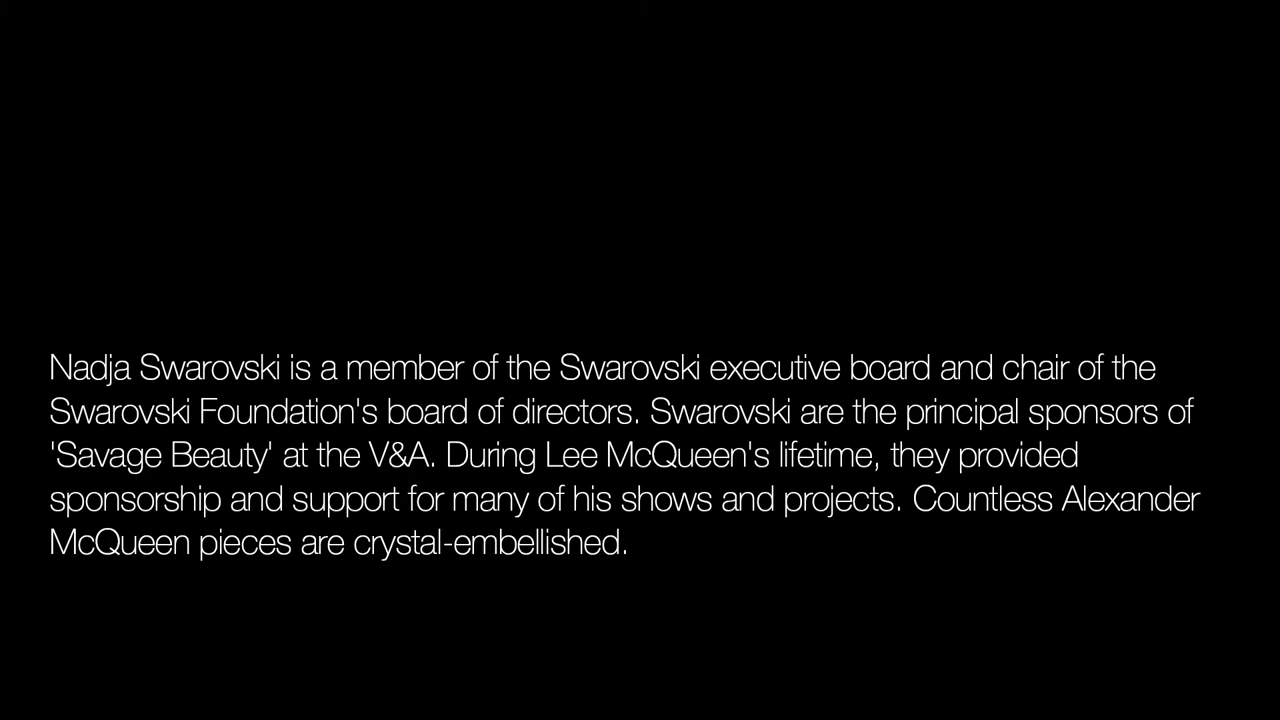 Nadja Swarovski is a member of the Swarovski executive board and chair of the
Swarovski Foundation's board of directors. Swarovski are the principal sponsors of
'Savage Beauty' at the V&A. During Lee McQueen's lifetime, they provided
sponsorship and support for many of his shows and projects. Countless Alexander
McQueen pieces are crystal-embellished.